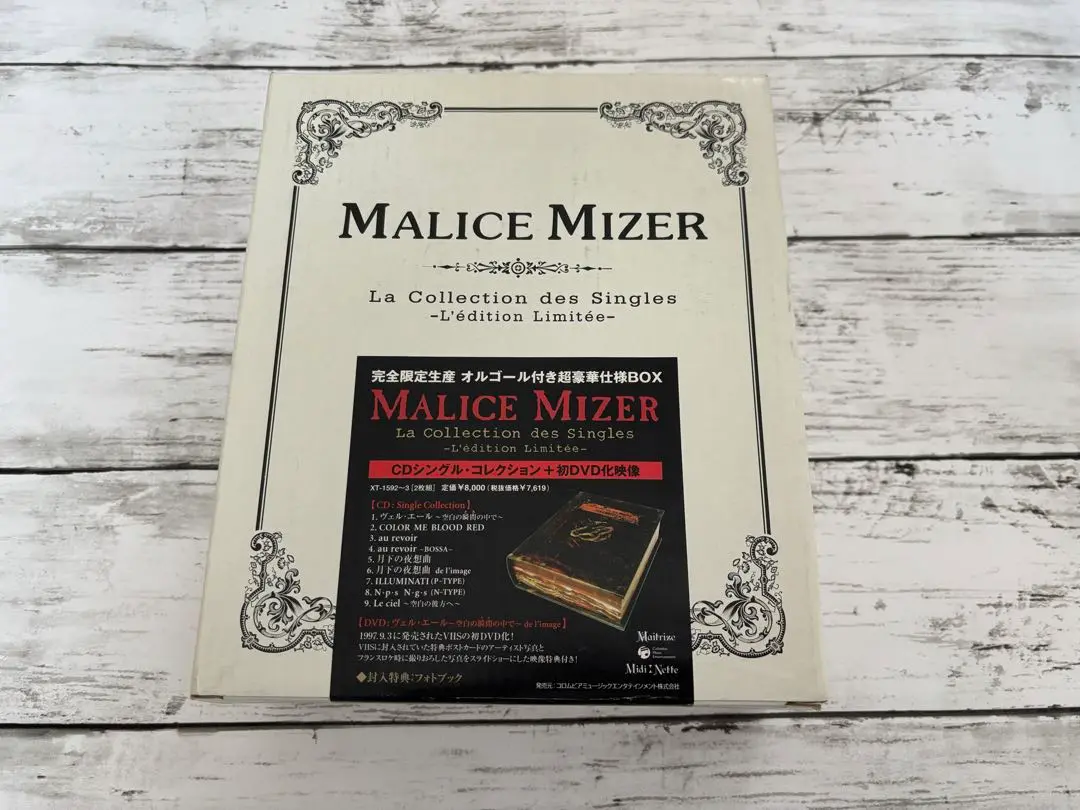 MALICE MIZER
La Collection des Singles
-L'édition Limitée-
完全限定生産 オルゴール付き超豪華仕様BOX
MALICE MIZER
La Collection des Singles
-L'édition Limitée-
CDシングル・コレクション+初DVD化映像
XT-1592～3 [2枚組] 定価¥8,000 (税抜価格¥7,619)
【CD: Single Collection】
1. ヴェル・エール ～空白の瞬間の中で～
2. COLOR ME BLOOD RED
3. au revoir
4. au revoir –BOSSA–
5. 月下の夜想曲
6. 月下の夜想曲 de l'image
7. ILLUMINATI (P-TYPE)
8. N・p・s N・g・s (N-TYPE)
9. Le ciel ～空白の彼方へ～
【DVD: ヴェル・エール～空白の瞬間の中で～ de l'image】
1997.9.3に発売されたVHSの初DVD化!
VHSに封入されていた特典ポストカードのアーティスト写真と
フランスロケ時に撮りおろした写真をスライドショーにした映像特典付き!
◆封入特典:フォトブック
Maitrize
Midi:Nette
発売元:コロムビアミュージックエンタテインメント株式会社